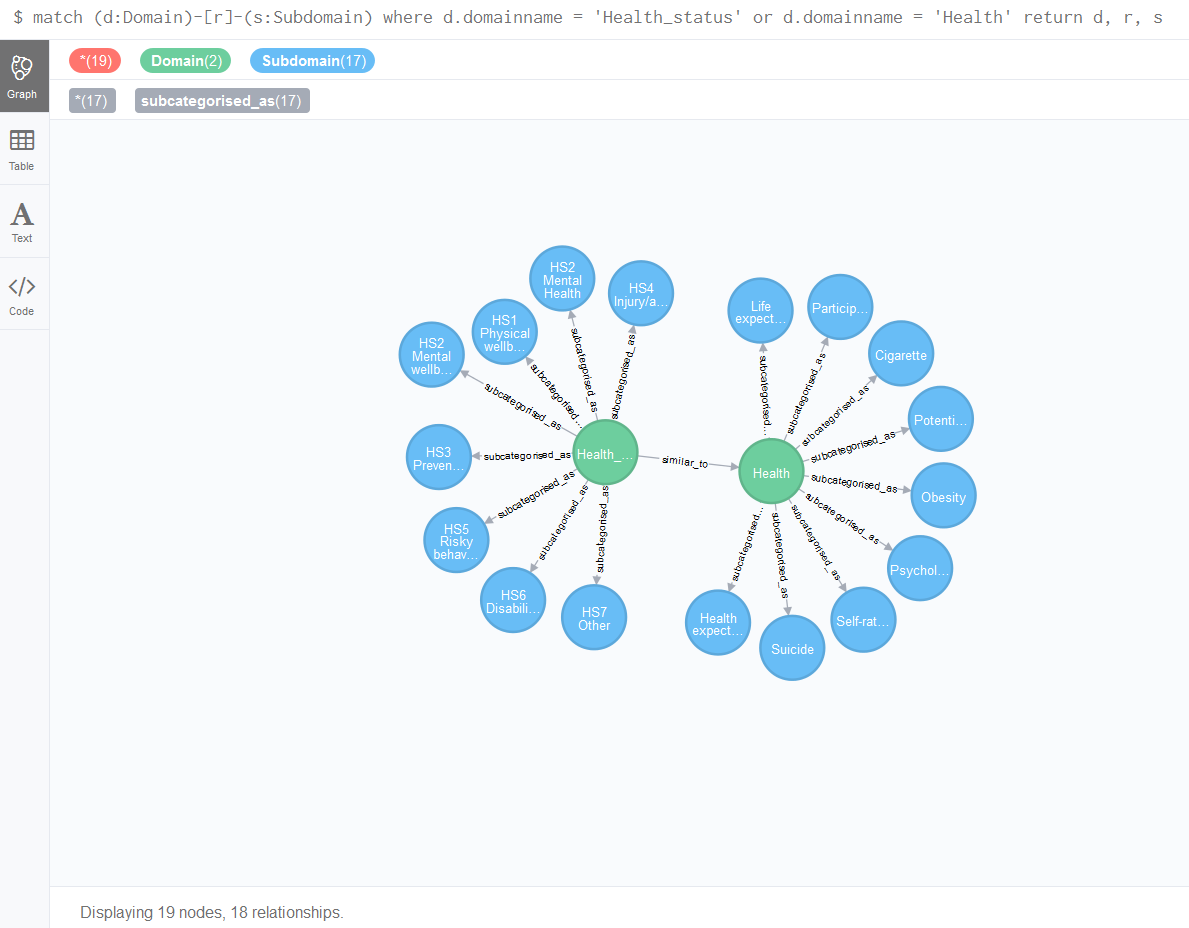 $ match (d:Domain)-[r]-(s:Subdomain) where d.domainname = 'Health_status' or d.domainname = 'Health' return d, r, s
*(19) Domain(2) Subdomain(17)
*(17) subcategorised_as(17)
Graph
Table
Text
Code
HS2
Mental
Health
HS4
Injury/a...
HS1
Physical
wellb...
HS2
Mental
wellb...
HS3
Preven...
HS5
Risky
behav...
HS6
Disabili...
HS7
Other
Health_...
subcategorised_as
subcategorised_as
subcategorised...
subcategorised_as
subcategorised_as
subcategorised_as
subcategorised_as
subcategorised_as
similar_to
Health
Life
expect...
Particip...
Cigarette
Potenti...
Obesity
Psychol...
Self-rat...
Suicide
Health
expect...
subcategorised...
subcategorised_as
subcategorised_as
subcategorised_as
subcategorised_as
subcategorised_as
subcategorised_as
subcategorised_as
subcategorised...
Displaying 19 nodes, 18 relationships.